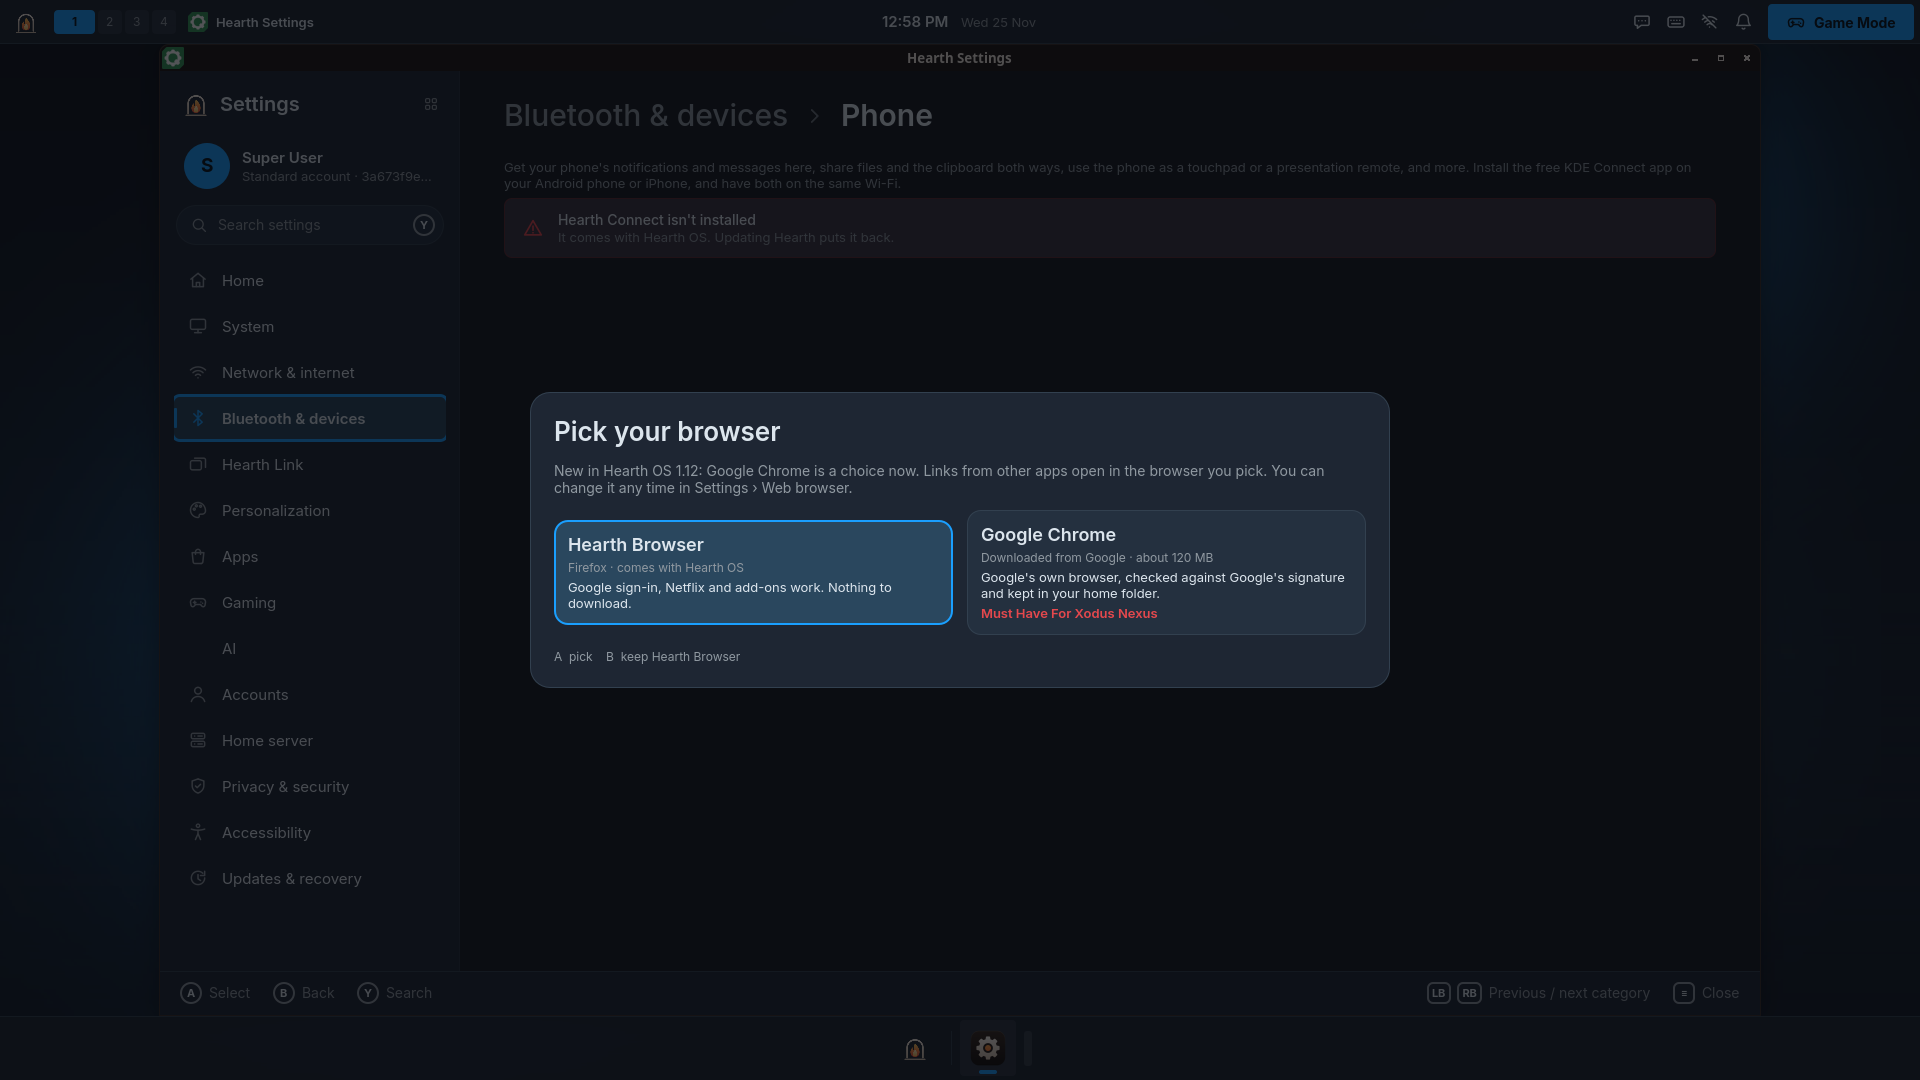 1 2 3 4 Hearth Settings
12:58 PM Wed 25 Nov
Game Mode
Hearth Settings
Settings
S
Super User
Standard account · 3a673f9e...
Search settings Y
Home
System
Network & internet
Bluetooth & devices
Hearth Link
Personalization
Apps
Gaming
AI
Accounts
Home server
Privacy & security
Accessibility
Updates & recovery
Bluetooth & devices › Phone
Get your phone's notifications and messages here, share files and the clipboard both ways, use the phone as a touchpad or a presentation remote, and more. Install the free KDE Connect app on
your Android phone or iPhone, and have both on the same Wi-Fi.
Hearth Connect isn't installed
It comes with Hearth OS. Updating Hearth puts it back.
Pick your browser
New in Hearth OS 1.12: Google Chrome is a choice now. Links from other apps open in the browser you pick. You can
change it any time in Settings › Web browser.
Hearth Browser
Firefox · comes with Hearth OS
Google sign-in, Netflix and add-ons work. Nothing to
download.
Google Chrome
Downloaded from Google · about 120 MB
Google's own browser, checked against Google's signature
and kept in your home folder.
Must Have For Xodus Nexus
A pick B keep Hearth Browser
A Select B Back Y Search
LB RB Previous / next category ≡ Close